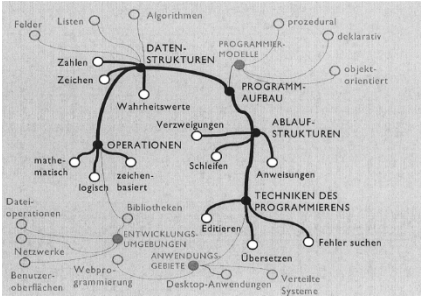 Felder
Listen
Algorithmen
DATEN-
STRUKTUREN
PROGRAMMIER-
MODELLE
prozedural
deklarativ
objekt-
orientiert
Zahlen
Zeichen
Wahrheitswerte
PROGRAMM-
AUFBAU
Verzweigungen
ABLAUF-
STRUKTUREN
Schleifen
Anweisungen
OPERATIONEN
mathe-
matisch
logisch
zeichen-
basiert
TECHNIKEN DES
PROGRAMMIERENS
Editieren
Übersetzen
Fehler suchen
Datei-
operationen
Bibliotheken
Netzwerke
ENTWICKLUNGS-
UMGEBUNGEN
Benutzer-
oberflächen
Webpro-
grammierung
ANWENDUNGS-
GEBIETE
Desktop-Anwendungen
Verteilte
Systeme